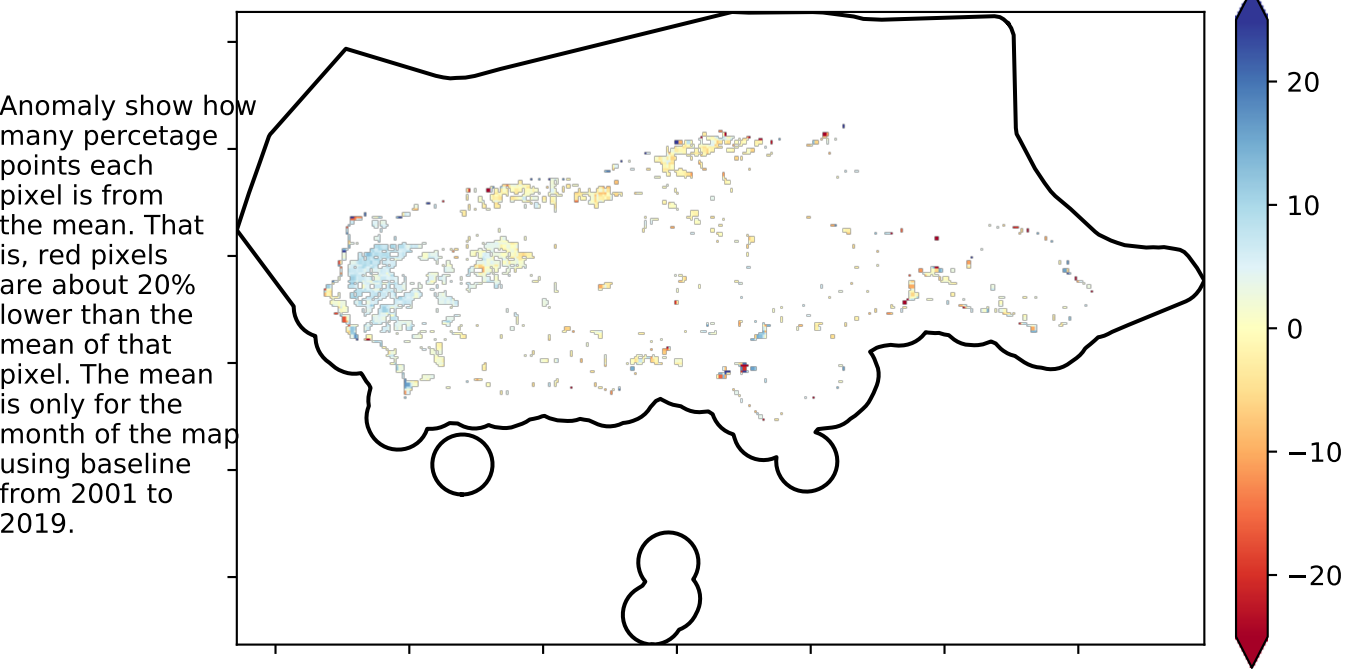 Anomaly show how
many percetage
points each
pixel is from
the mean. That
is, red pixels
are about 20%
lower than the
mean of that
pixel. The mean
is only for the
month of the map
using baseline
from 2001 to
2019.
20
10
0
−10
−20